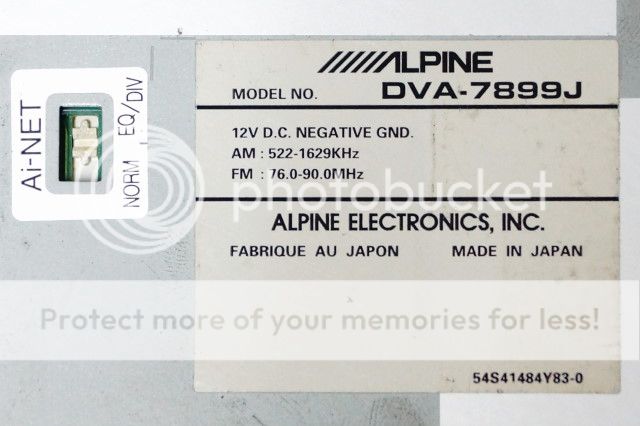 Ai-NET
NORM EQ/DIV
ALPINE
MODEL NO. DVA-7899J
12V D.C. NEGATIVE GND.
AM : 522-1629KHz
FM : 76.0-90.0MHz
photobucket
ALPINE ELECTRONICS, INC.
FABRIQUE AU JAPON MADE IN JAPAN
Protect more of your memories for less!
54S41484Y83-0